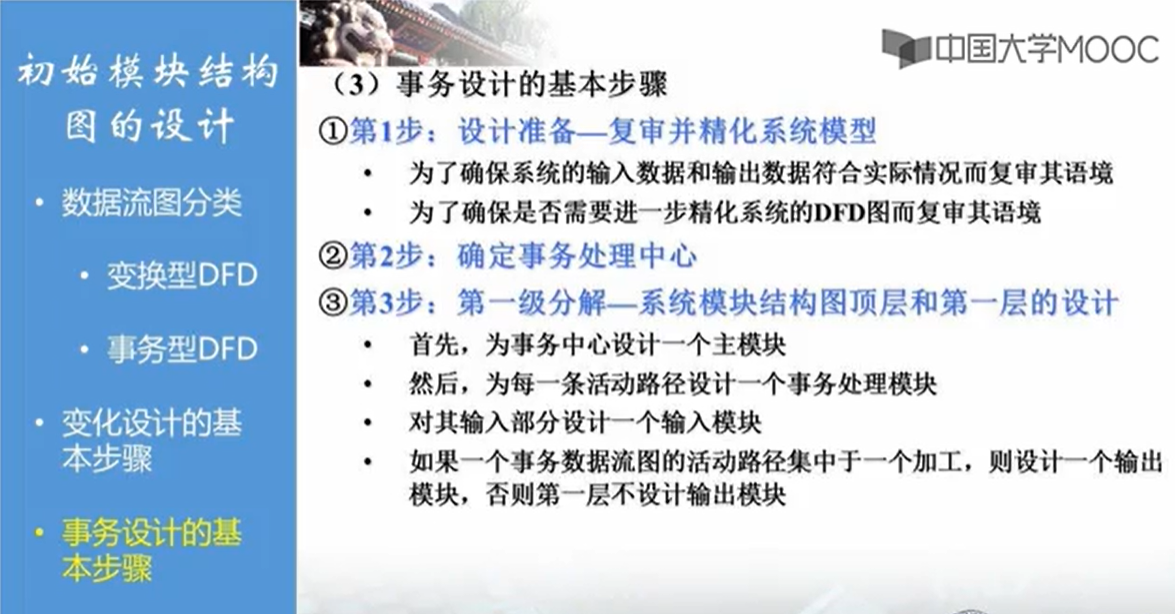 初始模块结构
图的设计
• 数据流图分类
• 变换型DFD
• 事务型DFD
• 变化设计的基
本步骤
• 事务设计的基
本步骤
中国大学MOOC
（3）事务设计的基本步骤
①第1步：设计准备—复审并精化系统模型
• 为了确保系统的输入数据和输出数据符合实际情况而复审其语境
• 为了确保是否需要进一步精化系统的DFD图而复审其语境
②第2步：确定事务处理中心
③第3步：第一级分解—系统模块结构图顶层和第一层的设计
• 首先，为事务中心设计一个主模块
• 然后，为每一条活动路径设计一个事务处理模块
• 对其输入部分设计一个输入模块
• 如果一个事务数据流图的活动路径集中于一个加工，则设计一个输出
模块，否则第一层不设计输出模块